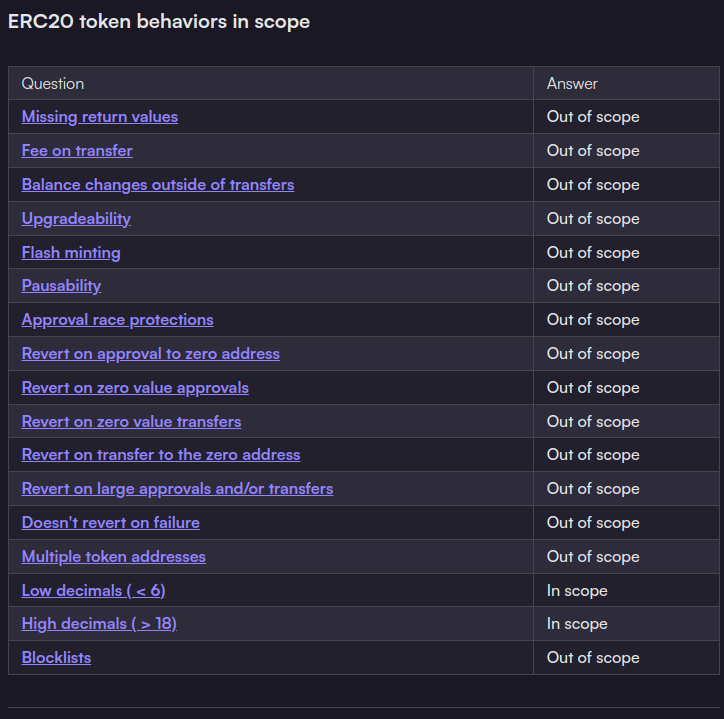 ERC20 token behaviors in scope
Question Answer
Missing return values Out of scope
Fee on transfer Out of scope
Balance changes outside of transfers Out of scope
Upgradeability Out of scope
Flash minting Out of scope
Pausability Out of scope
Approval race protections Out of scope
Revert on approval to zero address Out of scope
Revert on zero value approvals Out of scope
Revert on zero value transfers Out of scope
Revert on transfer to the zero address Out of scope
Revert on large approvals and/or transfers Out of scope
Doesn't revert on failure Out of scope
Multiple token addresses Out of scope
Low decimals ( < 6) In scope
High decimals ( > 18) In scope
Blocklists Out of scope